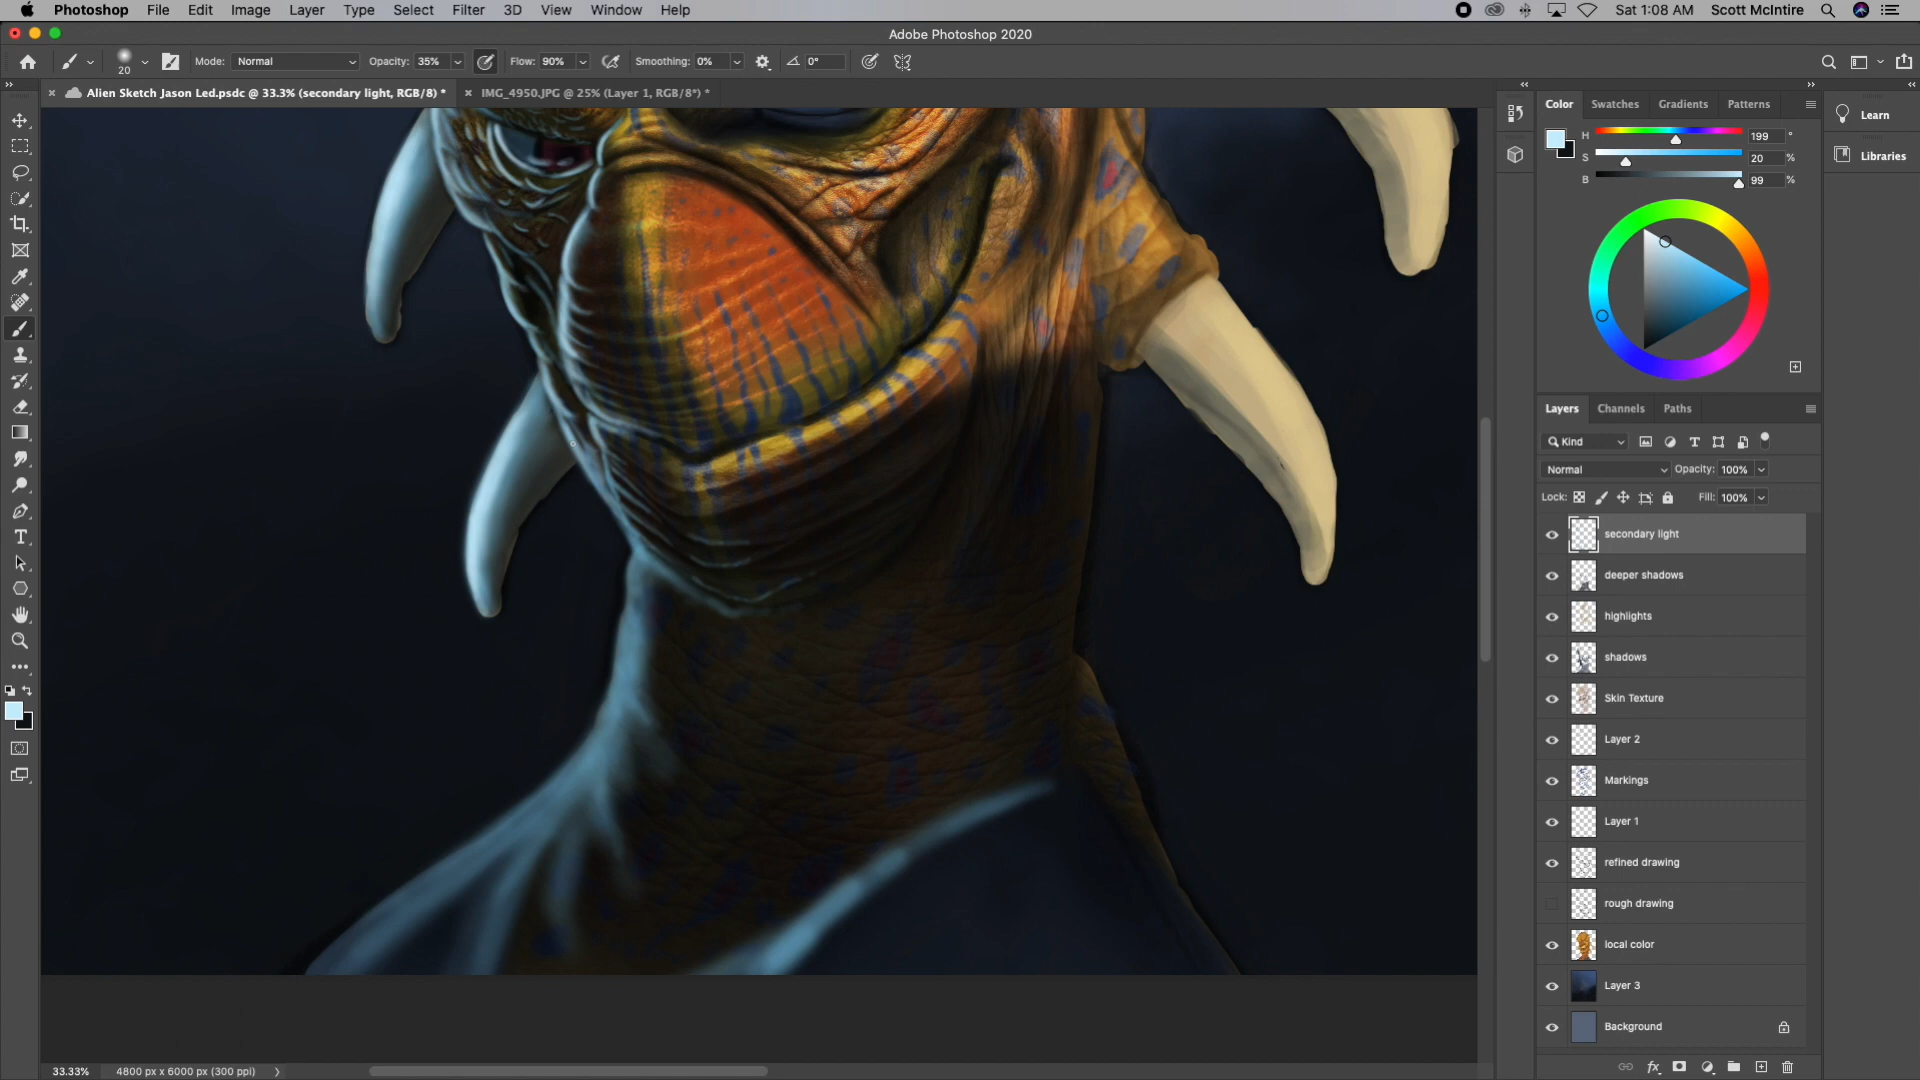 Photoshop File Edit Image Layer Type Select Filter 3D View Window Help Sat 1:08 AM Scott McIntire
Adobe Photoshop 2020
20 Mode: Normal Opacity: 35% Flow: 90% Smoothing: 0% 0°
Alien Sketch Jason Led.psdc @ 33.3% (secondary light, RGB/8) * IMG_4950.JPG @ 25% (Layer 1, RGB/8*) *
Color Swatches Gradients Patterns
Learn
Libraries
H 199 °
S 20 %
B 99 %
Layers Channels Paths
Kind
Normal Opacity: 100%
Lock: Fill: 100%
secondary light
deeper shadows
highlights
shadows
Skin Texture
Layer 2
Markings
Layer 1
refined drawing
rough drawing
local color
Layer 3
Background
33.33% 4800 px x 6000 px (300 ppi)